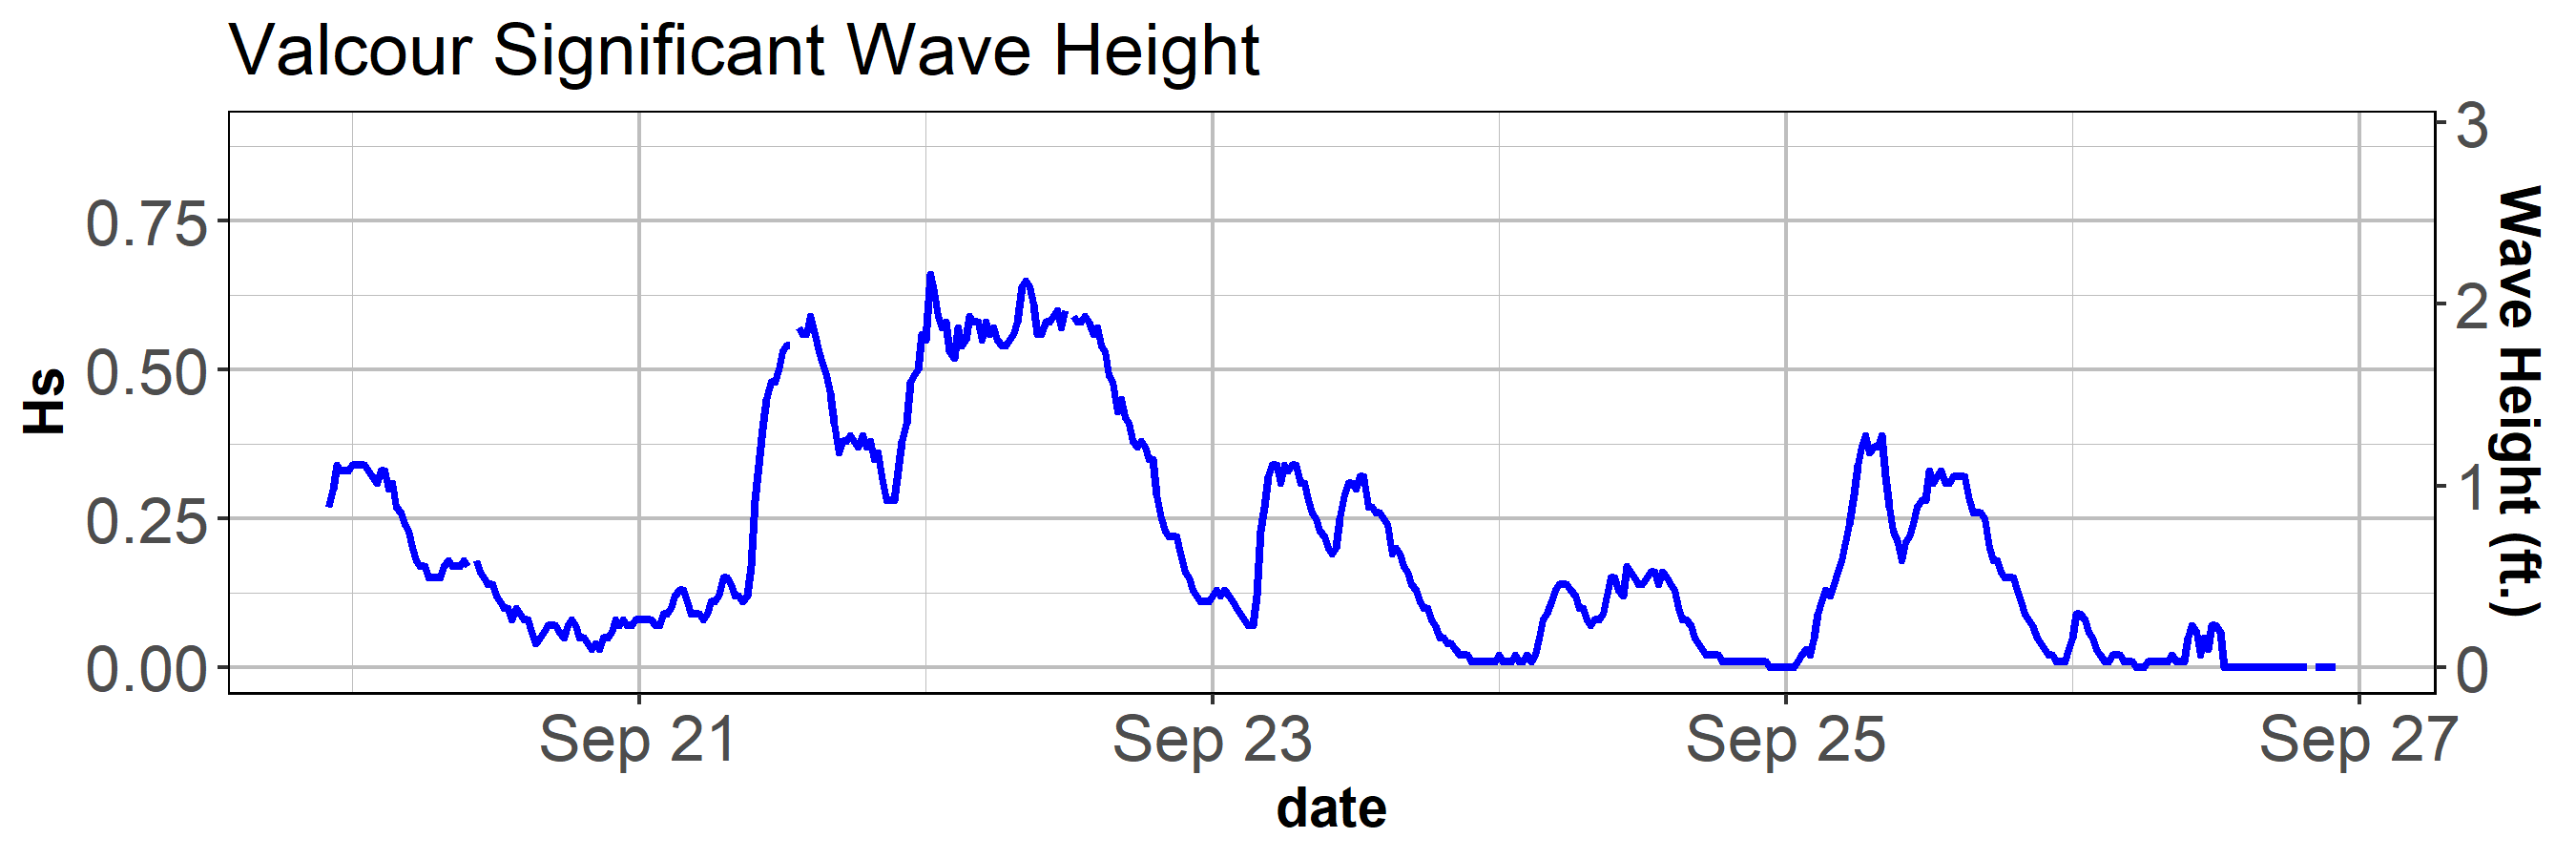 Valcour Significant Wave Height
Hs
0.75
0.50
0.25
0.00
3
2
1
0
Wave Height (ft.)
Sep 21
Sep 23
Sep 25
Sep 27
date